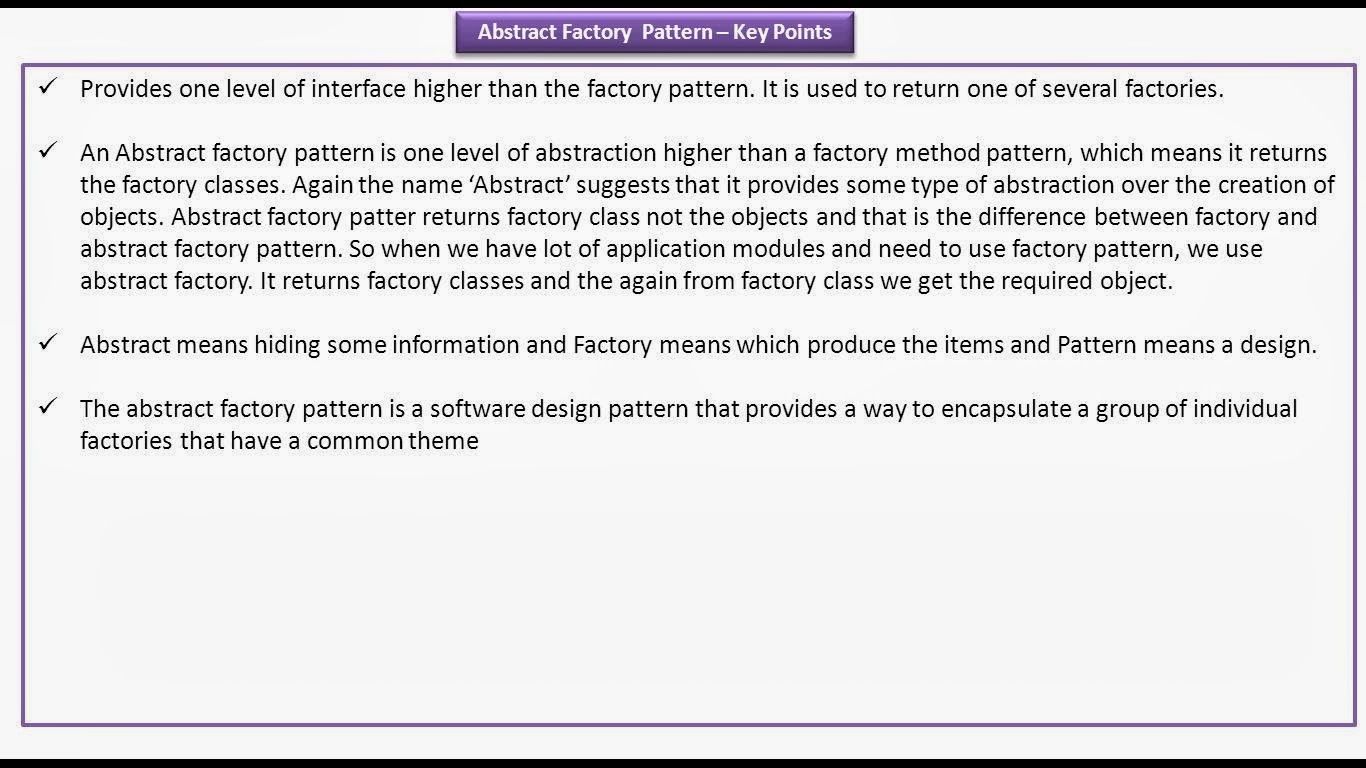 Abstract Factory Pattern – Key Points
✓ Provides one level of interface higher than the factory pattern. It is used to return one of several factories.
✓ An Abstract factory pattern is one level of abstraction higher than a factory method pattern, which means it returns
the factory classes. Again the name ‘Abstract’ suggests that it provides some type of abstraction over the creation of
objects. Abstract factory patter returns factory class not the objects and that is the difference between factory and
abstract factory pattern. So when we have lot of application modules and need to use factory pattern, we use
abstract factory. It returns factory classes and the again from factory class we get the required object.
✓ Abstract means hiding some information and Factory means which produce the items and Pattern means a design.
✓ The abstract factory pattern is a software design pattern that provides a way to encapsulate a group of individual
factories that have a common theme